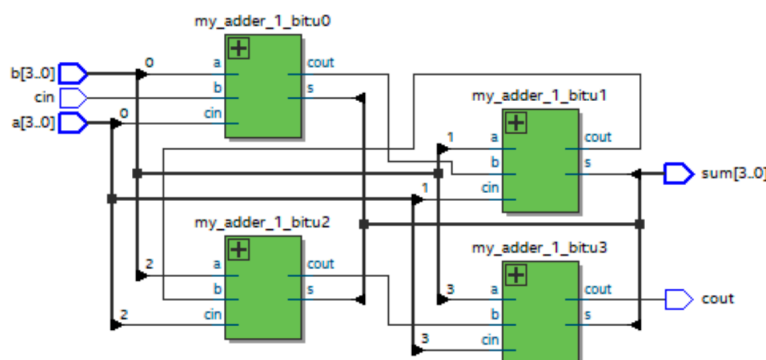 my_adder_1_bit:u0
b[3..0]
0
a
cout
cin
b
s
a[3..0]
0
cin
my_adder_1_bit:u1
1
a
cout
b
s
sum[3..0]
1
cin
my_adder_1_bit:u2
2
a
cout
b
s
2
cin
my_adder_1_bit:u3
3
a
cout
cout
b
s
3
cin